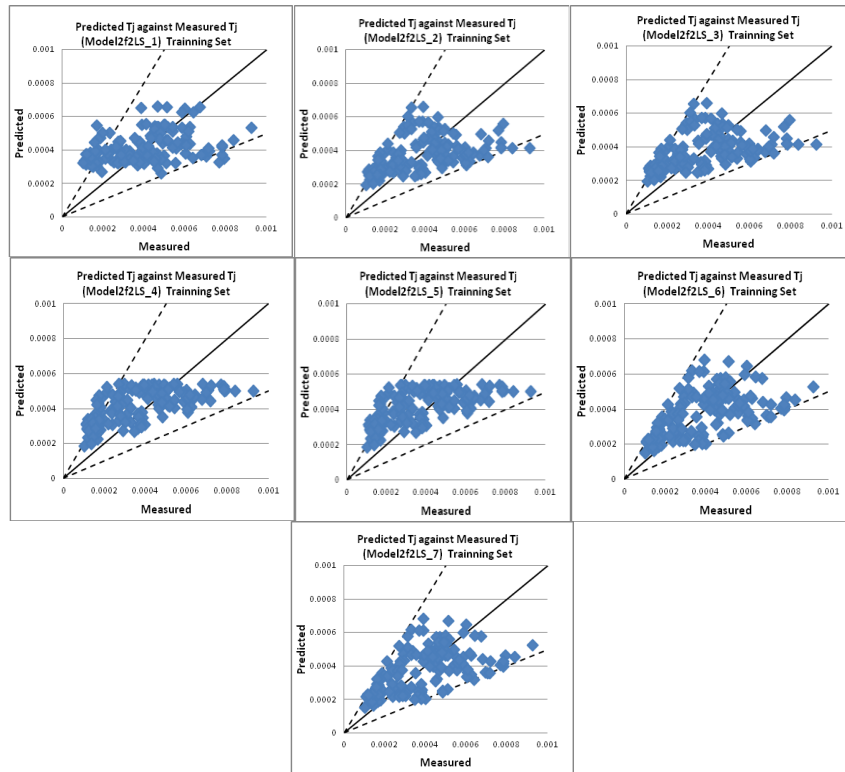 Predicted Tj against Measured Tj
(Model2f2LS_1) Trainning Set
0.001
0.0008
0.0006
0.0004
0.0002
0
Predicted
0 0.0002 0.0004 0.0006 0.0008 0.001
Measured
Predicted Tj against Measured Tj
(Model2f2LS_2) Trainning Set
0.001
0.0008
0.0006
0.0004
0.0002
0
Predicted
0 0.0002 0.0004 0.0006 0.0008 0.001
Measured
Predicted Tj against Measured Tj
(Model2f2LS_3) Trainning Set
0.001
0.0008
0.0006
0.0004
0.0002
0
Predicted
0 0.0002 0.0004 0.0006 0.0008 0.001
Measured
Predicted Tj against Measured Tj
(Model2f2LS_4) Trainning Set
0.001
0.0008
0.0006
0.0004
0.0002
0
Predicted
0 0.0002 0.0004 0.0006 0.0008 0.001
Measured
Predicted Tj against Measured Tj
(Model2f2LS_5) Trainning Set
0.001
0.0008
0.0006
0.0004
0.0002
0
Predicted
0 0.0002 0.0004 0.0006 0.0008 0.001
Measured
Predicted Tj against Measured Tj
(Model2f2LS_6) Trainning Set
0.001
0.0008
0.0006
0.0004
0.0002
0
Predicted
0 0.0002 0.0004 0.0006 0.0008 0.001
Measured
Predicted Tj against Measured Tj
(Model2f2LS_7) Trainning Set
0.001
0.0008
0.0006
0.0004
0.0002
0
Predicted
0 0.0002 0.0004 0.0006 0.0008 0.001
Measured